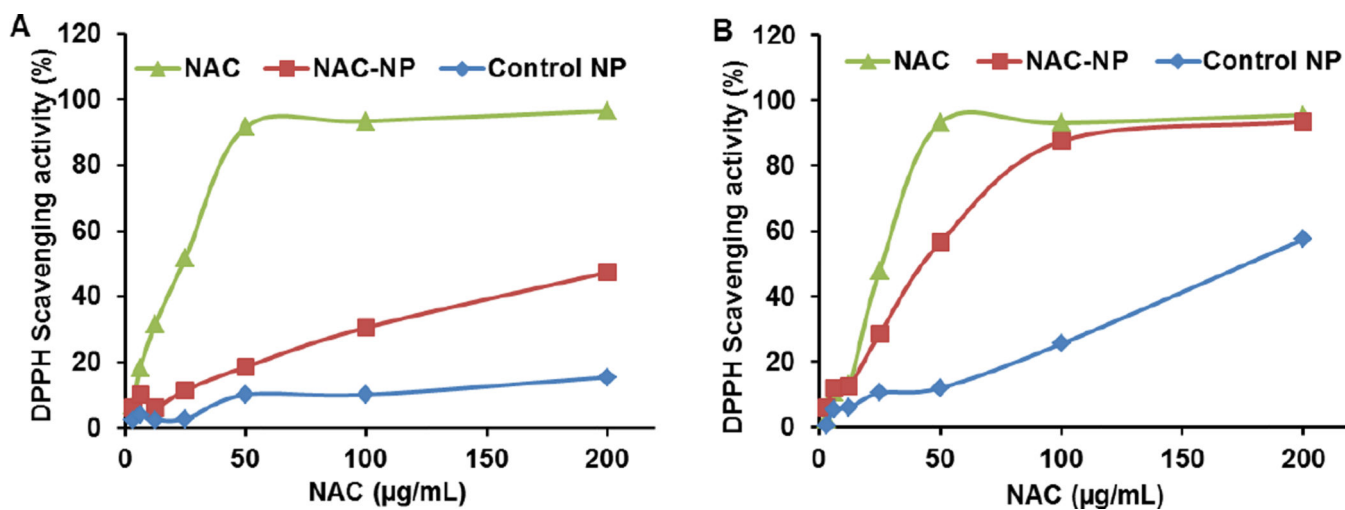 A
DPPH Scavenging activity (%)
120
100
80
60
40
20
0
NAC
NAC-NP
Control NP
0 50 100 150 200
NAC (µg/mL)
B
DPPH Scavenging activity (%)
120
100
80
60
40
20
0
NAC
NAC-NP
Control NP
0 50 100 150 200
NAC (µg/mL)